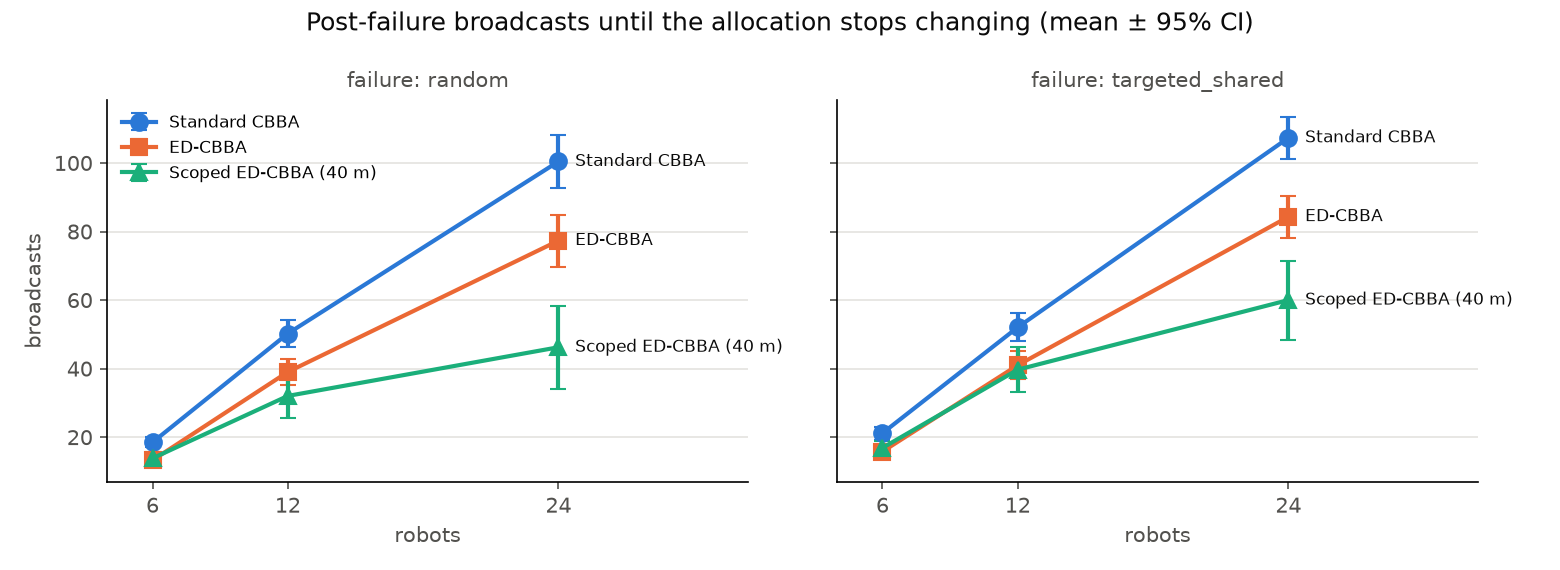 Post-failure broadcasts until the allocation stops changing (mean ± 95% CI)
failure: random
Standard CBBA
ED-CBBA
Scoped ED-CBBA (40 m)
Standard CBBA
ED-CBBA
Scoped ED-CBBA (40 m)
100
80
60
40
20
broadcasts
6
12
24
robots
failure: targeted_shared
Standard CBBA
ED-CBBA
Scoped ED-CBBA (40 m)
6
12
24
robots